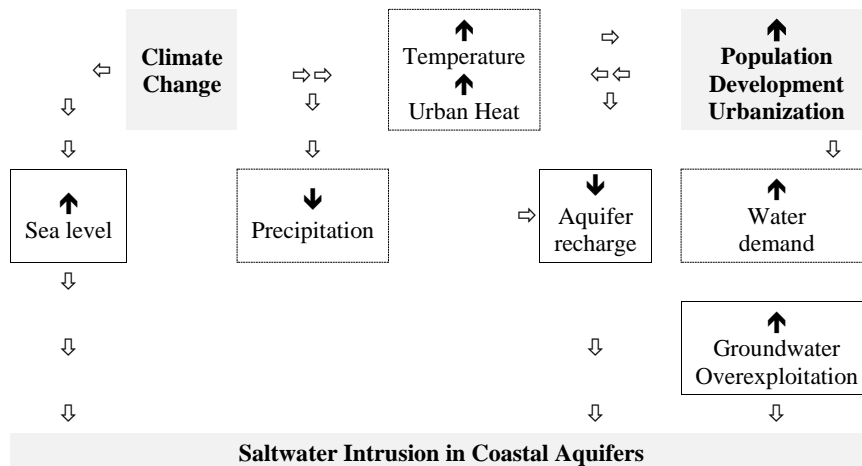 Climate
Change
Temperature
Urban Heat
Population
Development
Urbanization
Sea level
Precipitation
Aquifer
recharge
Water
demand
Groundwater
Overexploitation
Saltwater Intrusion in Coastal Aquifers